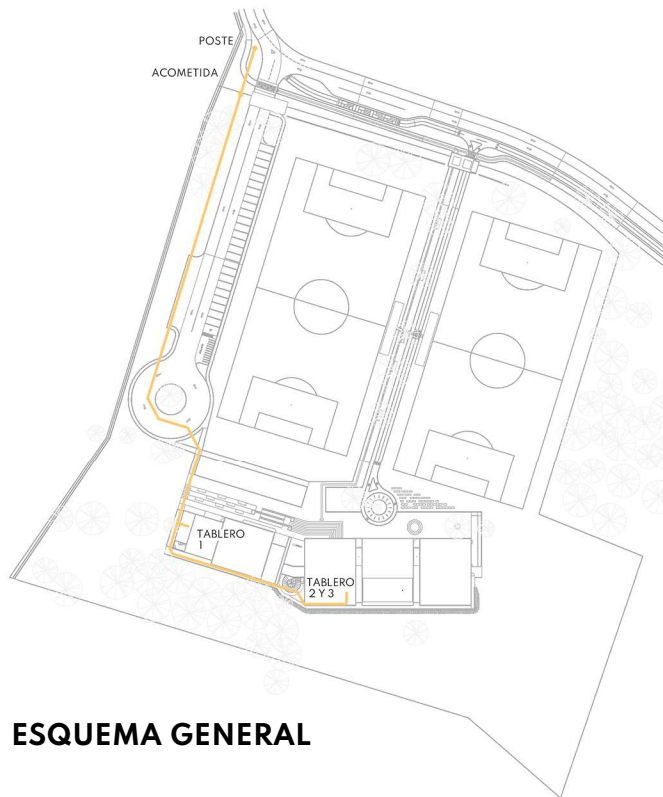 POSTE
ACOMETIDA
TABLERO
1
TABLERO
2 Y 3
ESQUEMA GENERAL